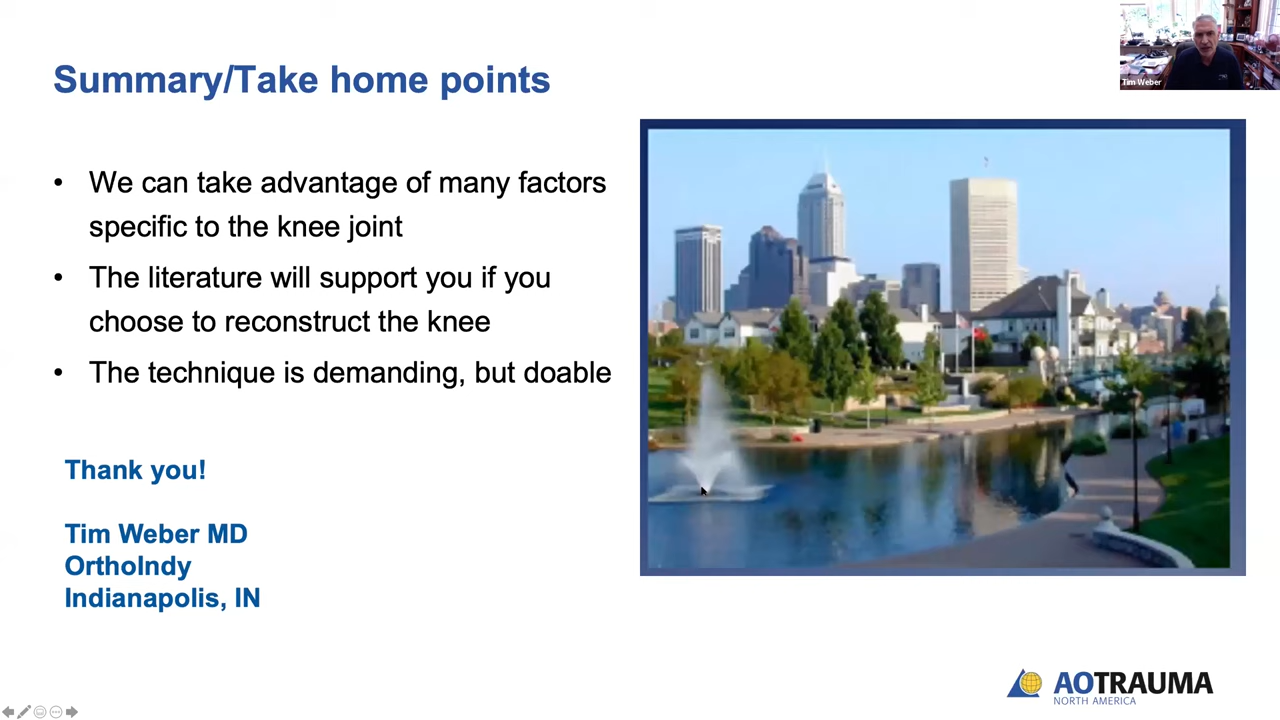 Tim Weber
Summary/Take home points
• We can take advantage of many factors
specific to the knee joint
• The literature will support you if you
choose to reconstruct the knee
• The technique is demanding, but doable
Thank you!
Tim Weber MD
OrthoIndy
Indianapolis, IN
AOTRAUMA
NORTH AMERICA